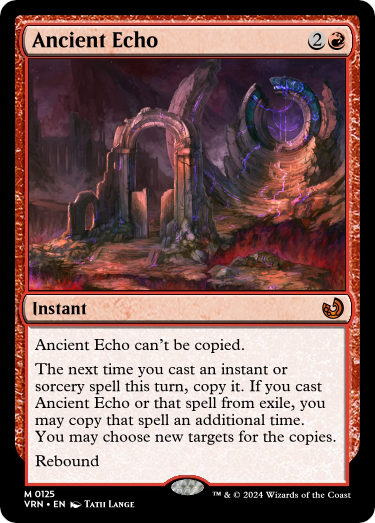 Ancient Echo 2
Instant
Ancient Echo can't be copied.
The next time you cast an instant or
sorcery spell this turn, copy it. If you cast
Ancient Echo or that spell from exile, you
may copy that spell an additional time.
You may choose new targets for the copies.
Rebound
M 0125
VRN • EN Tatii Lange
™ & © 2024 Wizards of the Coast